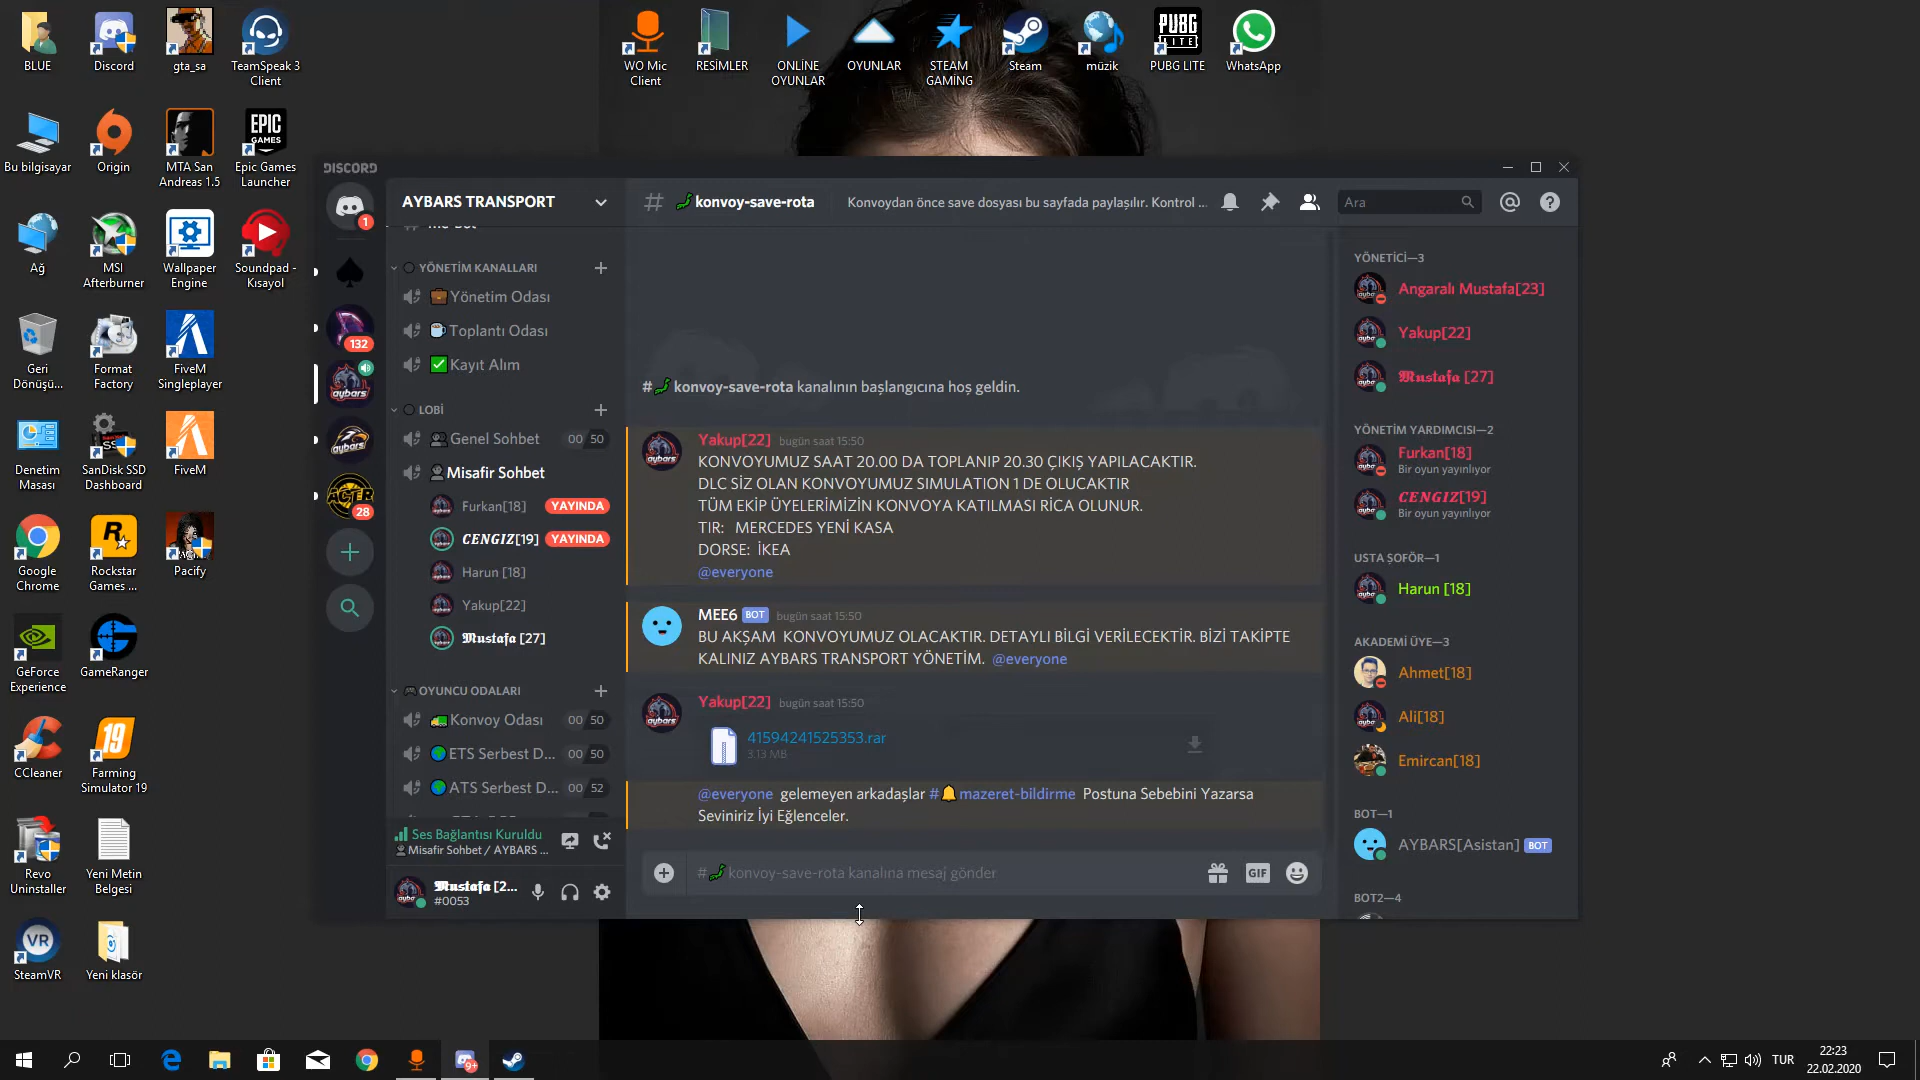 BLUE
Discord
gta_sa
TeamSpeak 3
Client
WO Mic
Client
RESİMLER
ONLİNE
OYUNLAR
OYUNLAR
STEAM
GAMİNG
Steam
müzik
PUBG LITE
WhatsApp
Bu bilgisayar
Origin
MTA San
Andreas 1.5
Epic Games
Launcher
Ağ
MSI
Afterburner
Wallpaper
Engine
Soundpad -
Kısayol
Geri
Dönüşü...
Format
Factory
FiveM
Singleplayer
Denetim
Masası
SanDisk SSD
Dashboard
FiveM
Google
Chrome
Rockstar
Games ...
Pacify
GeForce
Experience
GameRanger
CCleaner
Farming
Simulator 19
Revo
Uninstaller
Yeni Metin
Belgesi
SteamVR
Yeni klasör
DISCORD
1
132
28
AYBARS TRANSPORT
YÖNETİM KANALLARI
Yönetim Odası
Toplantı Odası
Kayıt Alım
LOBİ
Genel Sohbet 00 50
Misafir Sohbet
Furkan[18] YAYINDA
CENGIZ[19] YAYINDA
Harun [18]
Yakup[22]
Mustafa [27]
OYUNCU ODALARI
Konvoy Odası 00 50
ETS Serbest D... 00 50
ATS Serbest D... 00 52
Ses Bağlantısı Kuruldu
Misafir Sohbet / AYBARS ...
Mustafa [2...
#0053
konvoy-save-rota
Konvoydan önce save dosyası bu sayfada paylaşılır. Kontrol ...
Ara
#konvoy-save-rota kanalının başlangıcına hoş geldin.
Yakup[22] bugün saat 15:50
KONVOYUMUZ SAAT 20.00 DA TOPLANIP 20.30 ÇIKIŞ YAPILACAKTIR.
DLC SİZ OLAN KONVOYUMUZ SIMULATION 1 DE OLUCAKTIR
TÜM EKİP ÜYELERİMİZİN KONVOYA KATILMASI RİCA OLUNUR.
TIR: MERCEDES YENİ KASA
DORSE: İKEA
@everyone
MEE6 BOT bugün saat 15:50
BU AKŞAM KONVOYUMUZ OLACAKTIR. DETAYLI BİLGİ VERİLECEKTİR. BİZİ TAKİPTE
KALINIZ AYBARS TRANSPORT YÖNETİM. @everyone
Yakup[22] bugün saat 15:50
41594241525353.rar
3.13 MB
@everyone gelemeyen arkadaşlar #mazeret-bildirme Postuna Sebebini Yazarsa
Seviniriz İyi Eğlenceler.
#konvoy-save-rota kanalına mesaj gönder
GIF
YÖNETİCİ—3
Angaralı Mustafa[23]
Yakup[22]
Mustafa [27]
YÖNETİM YARDIMCISI—2
Furkan[18]
Bir oyun yayınlıyor
CENGIZ[19]
Bir oyun yayınlıyor
USTA ŞOFÖR—1
Harun [18]
AKADEMİ ÜYE—3
Ahmet[18]
Ali[18]
Emircan[18]
BOT—1
AYBARS[Asistan] BOT
BOT2—4
9+
TUR
22:23
22.02.2020